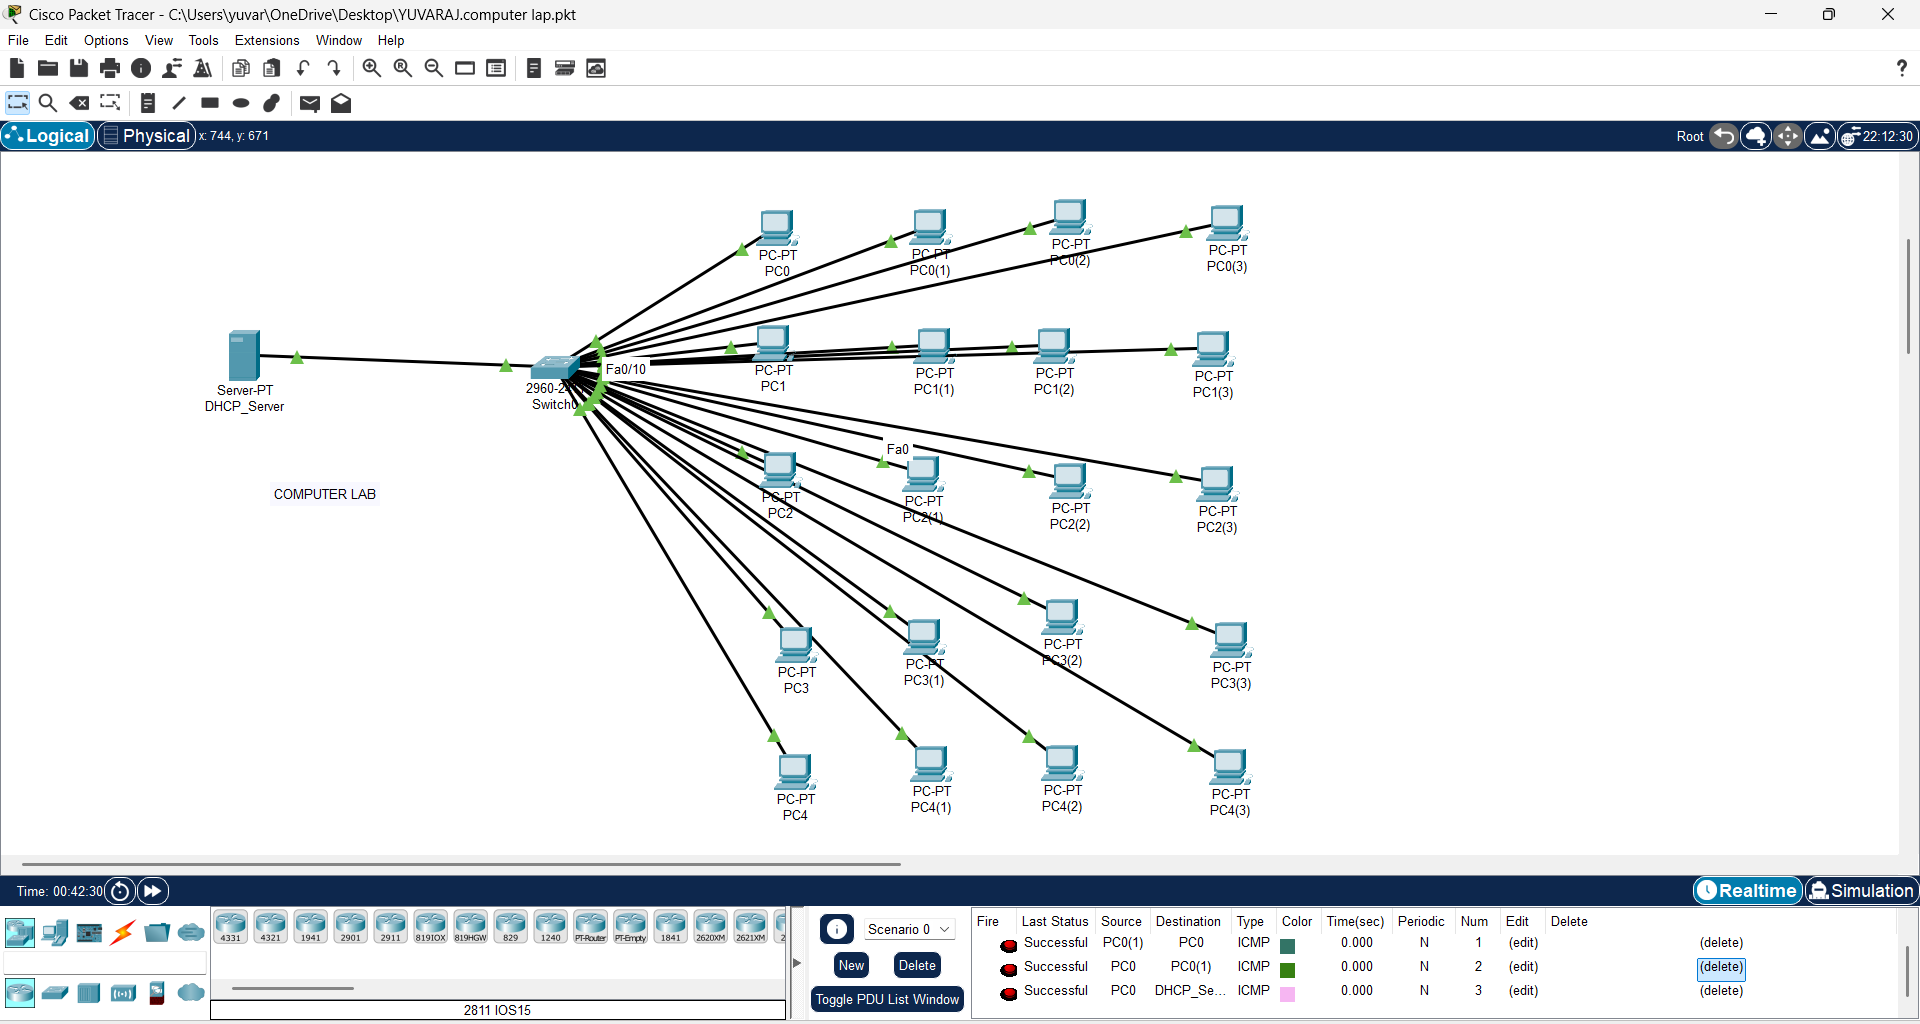 Cisco Packet Tracer - C:\Users\yuvar\OneDrive\Desktop\YUVARAJ.computer lap.pkt
File Edit Options View Tools Extensions Window Help
Logical Physical x: 744, y: 671 Root 22:12:30
PC-PT
PC0
PC-PT
PC0(1)
PC-PT
PC0(2)
PC-PT
PC0(3)
Server-PT
DHCP_Server
2960-2
Switch0
Fa0/10
PC-PT
PC1
PC-PT
PC1(1)
PC-PT
PC1(2)
PC-PT
PC1(3)
COMPUTER LAB
PC-PT
PC2
Fa0
PC-PT
PC2(1)
PC-PT
PC2(2)
PC-PT
PC2(3)
PC-PT
PC3
PC-PT
PC3(1)
PC-PT
PC3(2)
PC-PT
PC3(3)
PC-PT
PC4
PC-PT
PC4(1)
PC-PT
PC4(2)
PC-PT
PC4(3)
Time: 00:42:30 Realtime Simulation
4331 4321 1941 2901 2911 819IOX 819HGW 829 1240 PT-Router PT-Empty 1841 2620XM 2621XM 2
2811 IOS15
Scenario 0
New Delete
Toggle PDU List Window
Fire Last Status Source Destination Type Color Time(sec) Periodic Num Edit Delete
Successful PC0(1) PC0 ICMP 0.000 N 1 (edit) (delete)
Successful PC0 PC0(1) ICMP 0.000 N 2 (edit) (delete)
Successful PC0 DHCP_Se... ICMP 0.000 N 3 (edit) (delete)